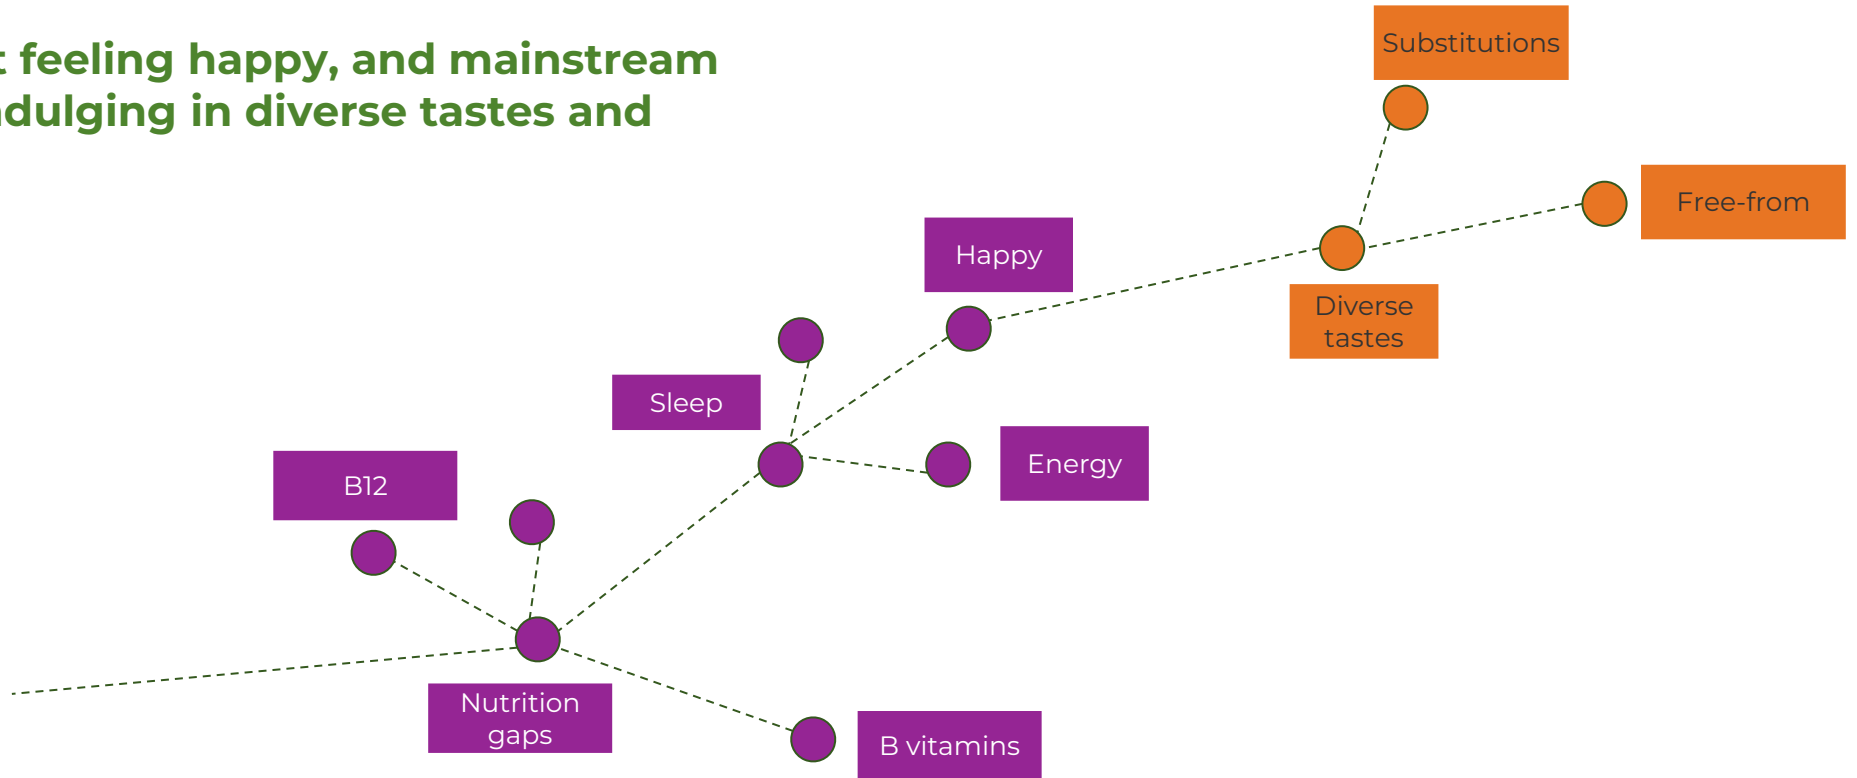 t feeling happy, and mainstream
dulging in diverse tastes and
Substitutions
Free-from
Happy
Diverse
tastes
Sleep
Energy
B12
Nutrition
gaps
B vitamins